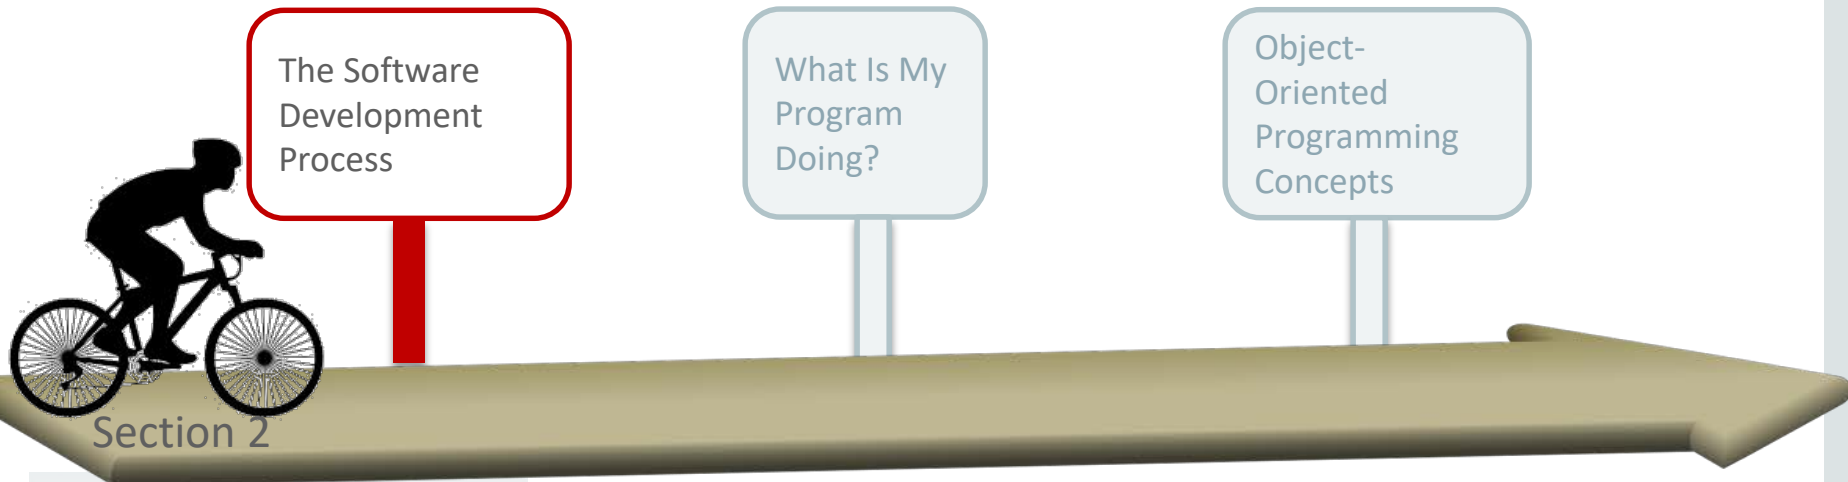 The Software
Development
Process
What Is My
Program
Doing?
Object-
Oriented
Programming
Concepts
Section 2